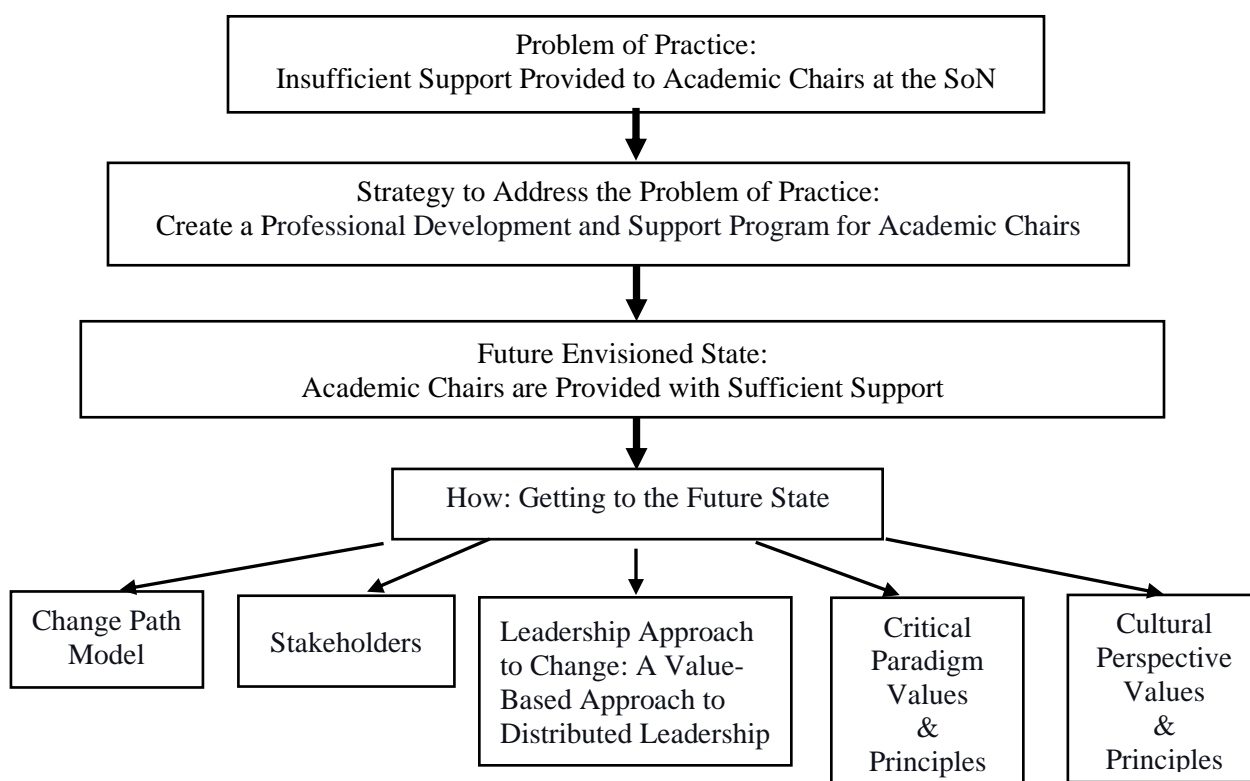 Problem of Practice:
Insufficient Support Provided to Academic Chairs at the SoN
Strategy to Address the Problem of Practice:
Create a Professional Development and Support Program for Academic Chairs
Future Envisioned State:
Academic Chairs are Provided with Sufficient Support
How: Getting to the Future State
Change Path
Model
Stakeholders
Leadership Approach
to Change: A Value-
Based Approach to
Distributed Leadership
Critical
Paradigm
Values
&
Principles
Cultural
Perspective
Values
&
Principles